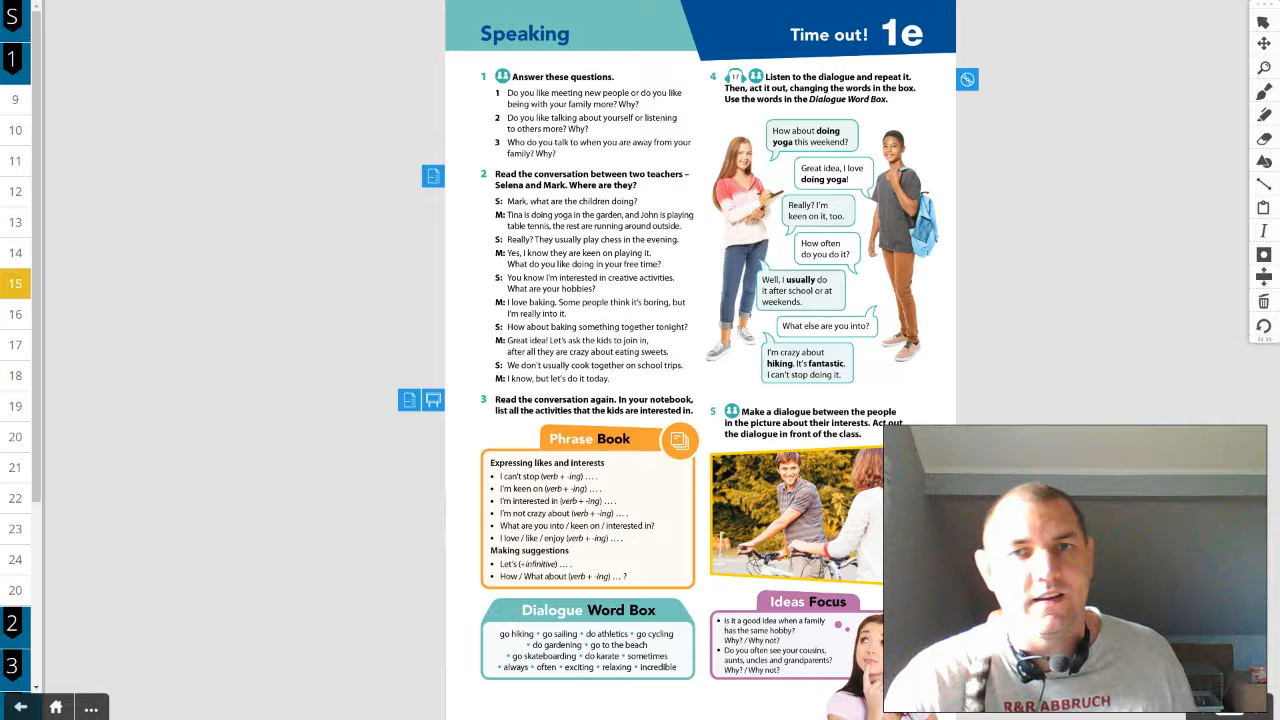 S
1
9
10
11
12
13
14
15
16
17
19
20
21
22
23
24
20
2
3
...
Speaking
Time out! 1e
1 Answer these questions.
1 Do you like meeting new people or do you like
being with your family more? Why?
2 Do you like talking about yourself or listening
to others more? Why?
3 Who do you talk to when you are away from your
family? Why?
2 Read the conversation between two teachers –
Selena and Mark. Where are they?
S: Mark, what are the children doing?
M: Tina is doing yoga in the garden, and John is playing
table tennis, the rest are running around outside.
S: Really? They usually play chess in the evening.
M: Yes, I know they are keen on playing it.
What do you like doing in your free time?
S: You know I'm interested in creative activities.
What are your hobbies?
M: I love baking. Some people think it's boring, but
I'm really into it.
S: How about baking something together tonight?
M: Great idea! Let's ask the kids to join in,
after all they are crazy about eating sweets.
S: We don't usually cook together on school trips.
M: I know, but let's do it today.
3 Read the conversation again. In your notebook,
list all the activities that the kids are interested in.
Phrase Book
Expressing likes and interests
• I can't stop (verb + -ing) … .
• I'm keen on (verb + -ing) … .
• I'm interested in (verb + -ing) … .
• I'm not crazy about (verb + -ing) … .
• What are you into / keen on / interested in?
• I love / like / enjoy (verb + -ing) … .
Making suggestions
• Let's (+infinitive) … .
• How / What about (verb + -ing) … ?
Dialogue Word Box
go hiking • go sailing • do athletics • go cycling
• do gardening • go to the beach
• go skateboarding • do karate • sometimes
• always • often • exciting • relaxing • incredible
4 17 Listen to the dialogue and repeat it.
Then, act it out, changing the words in the box.
Use the words in the Dialogue Word Box.
How about doing
yoga this weekend?
Great idea, I love
doing yoga!
Really? I'm
keen on it, too.
How often
do you do it?
Well, I usually do
it after school or at
weekends.
What else are you into?
I'm crazy about
hiking. It's fantastic.
I can't stop doing it.
5 Make a dialogue between the people
in the picture about their interests. Act out
the dialogue in front of the class.
Ideas Focus
• Is it a good idea when a family
has the same hobby?
Why? / Why not?
• Do you often see your cousins,
aunts, uncles and grandparents?
Why? / Why not?
R&R ABBRUCH